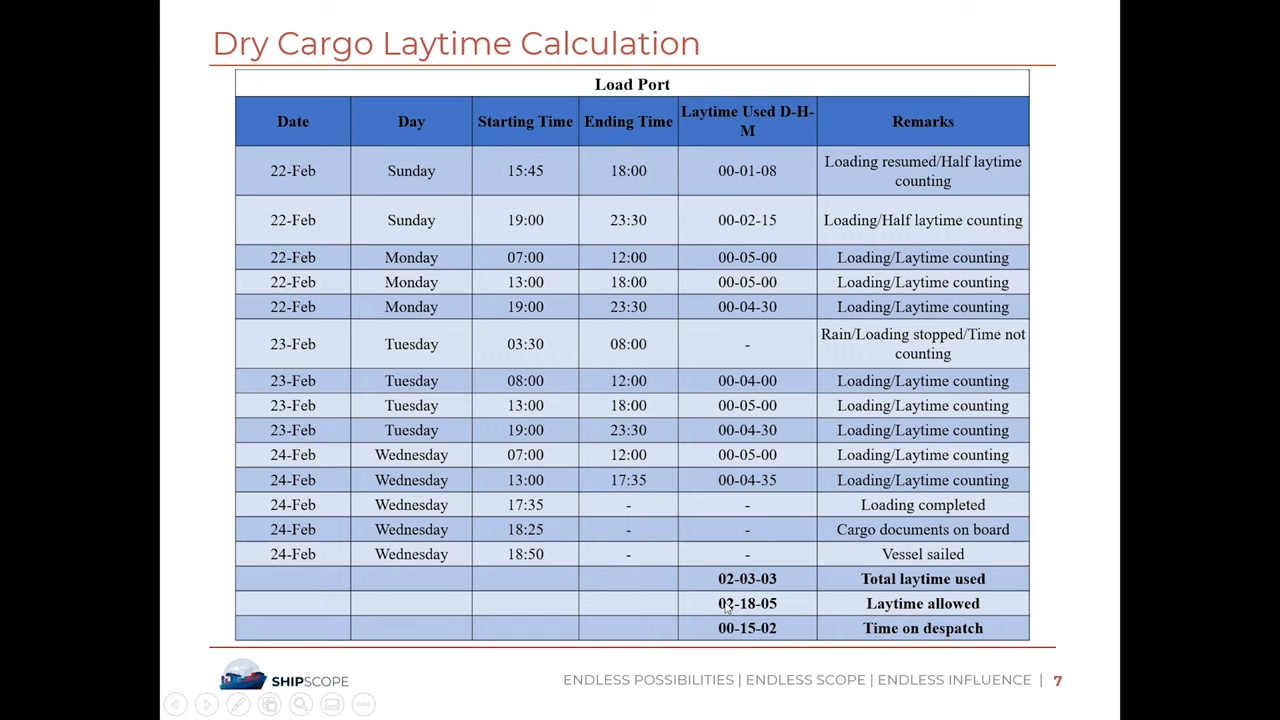 Dry Cargo Laytime Calculation
Load Port
Date Day Starting Time Ending Time Laytime Used D-H-M Remarks
22-Feb Sunday 15:45 18:00 00-01-08 Loading resumed/Half laytime counting
22-Feb Sunday 19:00 23:30 00-02-15 Loading/Half laytime counting
22-Feb Monday 07:00 12:00 00-05-00 Loading/Laytime counting
22-Feb Monday 13:00 18:00 00-05-00 Loading/Laytime counting
22-Feb Monday 19:00 23:30 00-04-30 Loading/Laytime counting
23-Feb Tuesday 03:30 08:00 - Rain/Loading stopped/Time not counting
23-Feb Tuesday 08:00 12:00 00-04-00 Loading/Laytime counting
23-Feb Tuesday 13:00 18:00 00-05-00 Loading/Laytime counting
23-Feb Tuesday 19:00 23:30 00-04-30 Loading/Laytime counting
24-Feb Wednesday 07:00 12:00 00-05-00 Loading/Laytime counting
24-Feb Wednesday 13:00 17:35 00-04-35 Loading/Laytime counting
24-Feb Wednesday 17:35 - - Loading completed
24-Feb Wednesday 18:25 - - Cargo documents on board
24-Feb Wednesday 18:50 - - Vessel sailed
02-03-03 Total laytime used
02-18-05 Laytime allowed
00-15-02 Time on despatch
SHIPSCOPE
ENDLESS POSSIBILITIES | ENDLESS SCOPE | ENDLESS INFLUENCE | 7